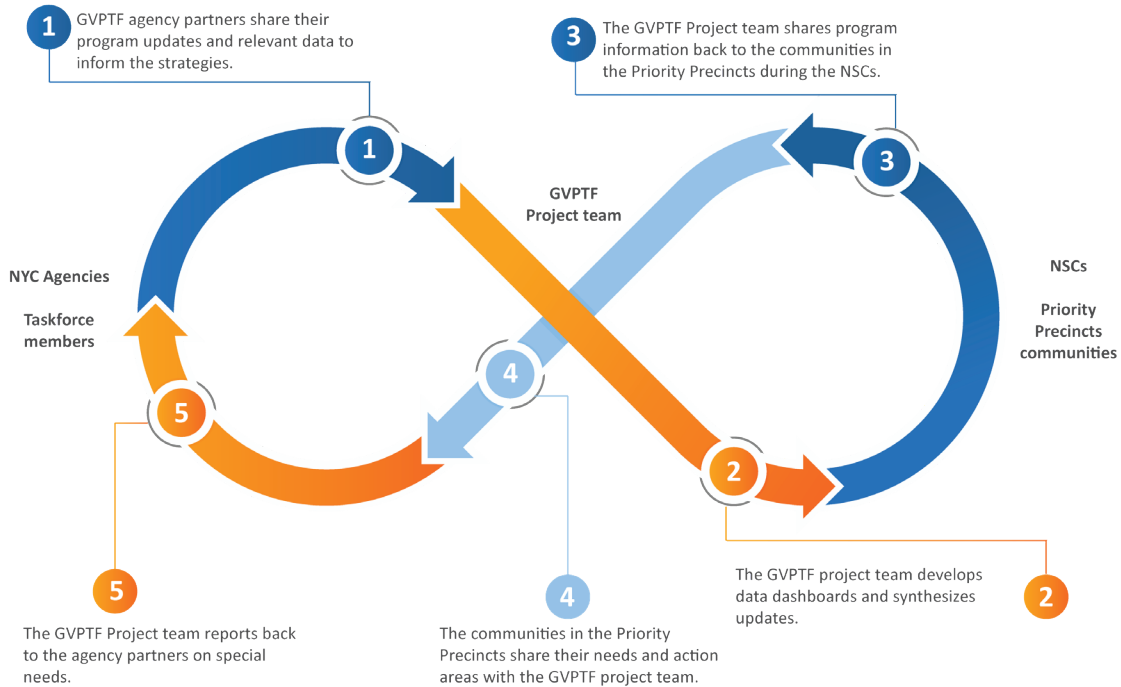 1
GVPTF agency partners share their
program updates and relevant data to
inform the strategies.
3
The GVPTF Project team shares program
information back to the communities in
the Priority Precincts during the NSCs.
1
3
GVPTF
Project team
NYC Agencies
Taskforce
members
NSCs
Priority
Precincts
communities
4
5
2
5
The GVPTF Project team reports back
to the agency partners on special
needs.
4
The communities in the Priority
Precincts share their needs and action
areas with the GVPTF project team.
The GVPTF project team develops
data dashboards and synthesizes
updates.
2